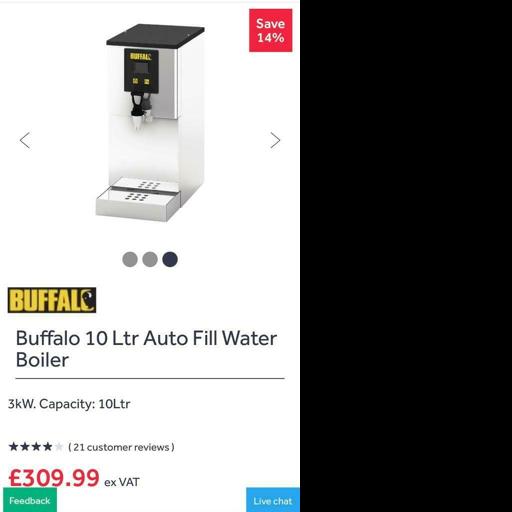 Save
14%
BUFFALO
BUFFALO
Buffalo 10 Ltr Auto Fill Water
Boiler
3kW. Capacity: 10Ltr
( 21 customer reviews )
£309.99 ex VAT
Feedback
Live chat